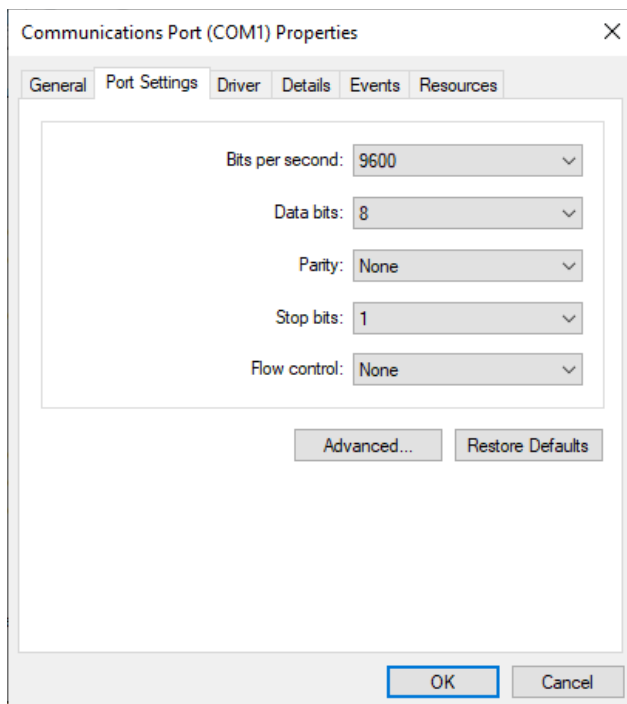 Communications Port (COM1) Properties
General Port Settings Driver Details Events Resources
Bits per second: 9600
Data bits: 8
Parity: None
Stop bits: 1
Flow control: None
Advanced... Restore Defaults
OK Cancel